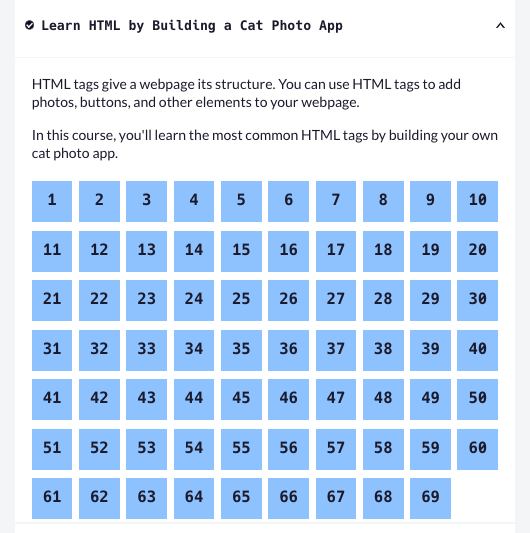 Learn HTML by Building a Cat Photo App
HTML tags give a webpage its structure. You can use HTML tags to add
photos, buttons, and other elements to your webpage.
In this course, you'll learn the most common HTML tags by building your own
cat photo app.
1 2 3 4 5 6 7 8 9 10
11 12 13 14 15 16 17 18 19 20
21 22 23 24 25 26 27 28 29 30
31 32 33 34 35 36 37 38 39 40
41 42 43 44 45 46 47 48 49 50
51 52 53 54 55 56 57 58 59 60
61 62 63 64 65 66 67 68 69